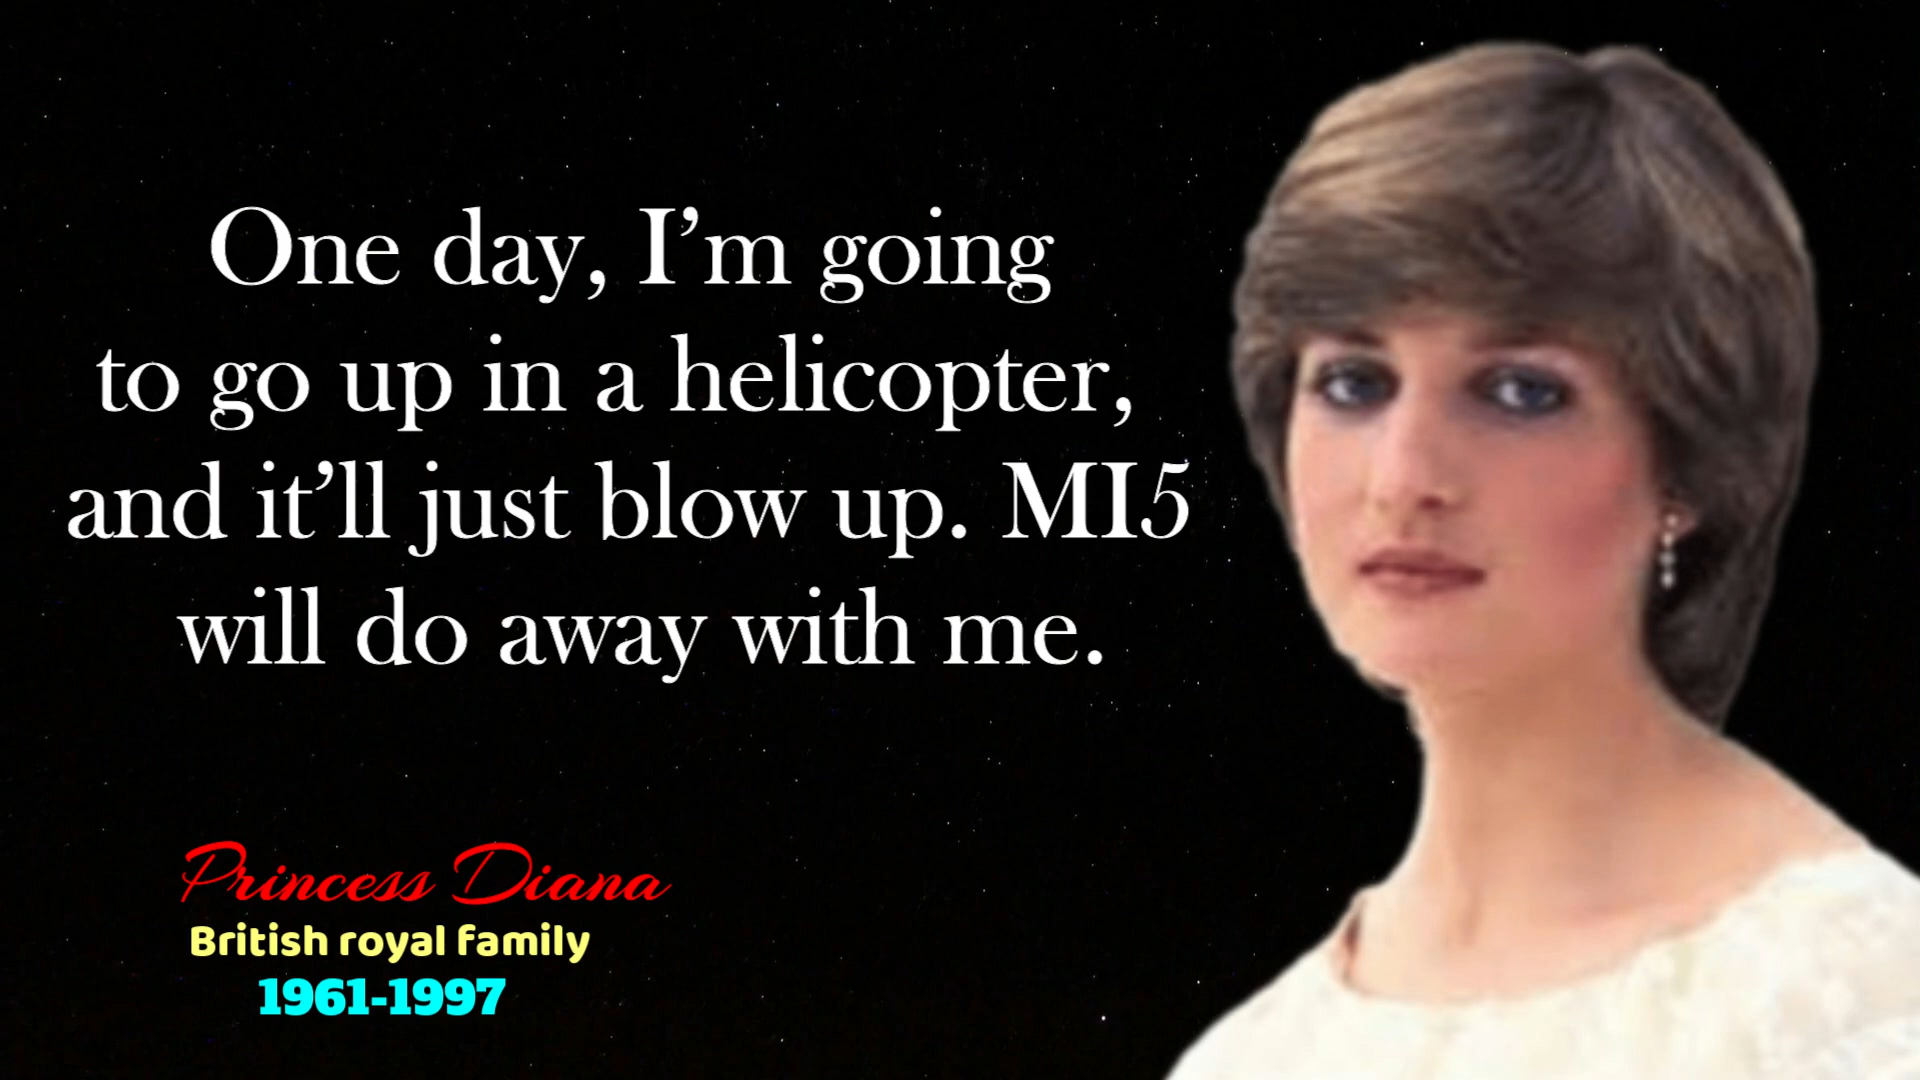 One day, I’m going
to go up in a helicopter,
and it’ll just blow up. MI5
will do away with me.
Princess Diana
British royal family
1961-1997